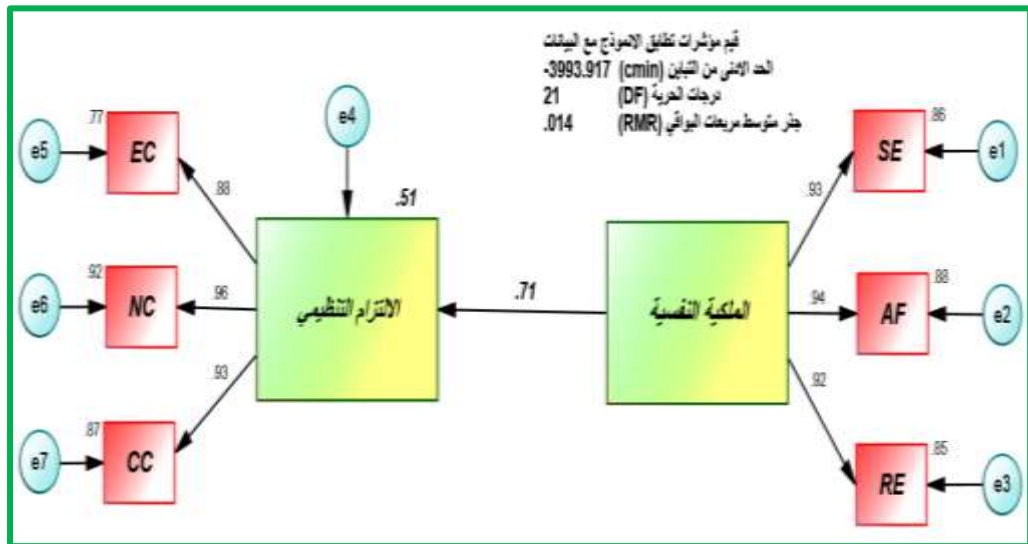 قيم مؤشرات تطابق الانموذج مع البيانات
الحد الادنى من التباين (cmin) -3993.917
درجات الحرية (DF) 21
جذر متوسط مربعات البواقي (RMR) .014
e4
.77
e5
EC
.88
.51
.86
SE
e1
.93
.92
e6
NC
.96
الالتزام التنظيمي
.71
الملكية النفسية
.94
.88
AF
e2
.93
.92
.87
e7
CC
.85
RE
e3